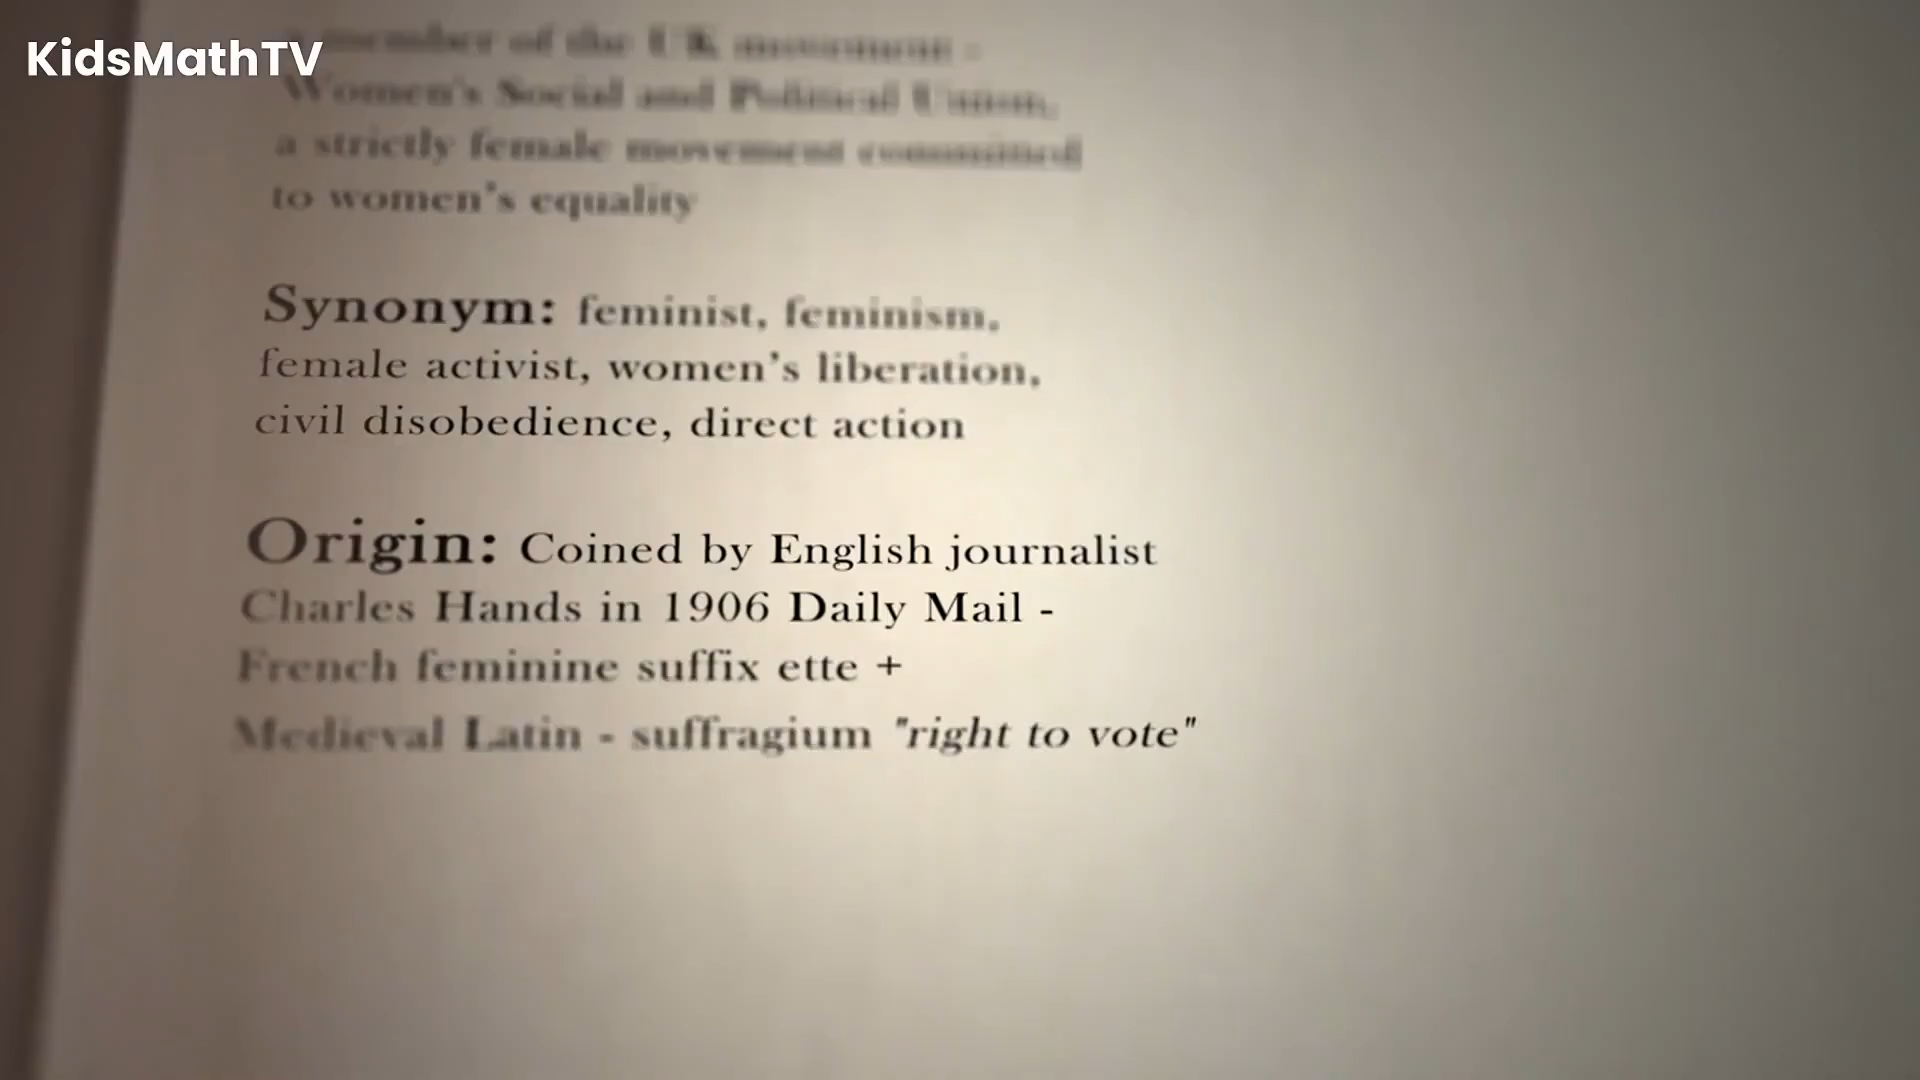 KidsMathTV
a member of the UK movement -
Women's Social and Political Union,
a strictly female movement committed
to women's equality
Synonym: feminist, feminism,
female activist, women's liberation,
civil disobedience, direct action
Origin: Coined by English journalist
Charles Hands in 1906 Daily Mail -
French feminine suffix ette +
Medieval Latin - suffragium "right to vote"